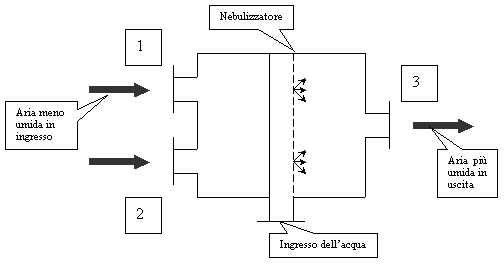 Nebulizzatore
1
3
Aria meno
umida in
ingresso
Aria più
umida in
uscita
2
Ingresso dell'acqua